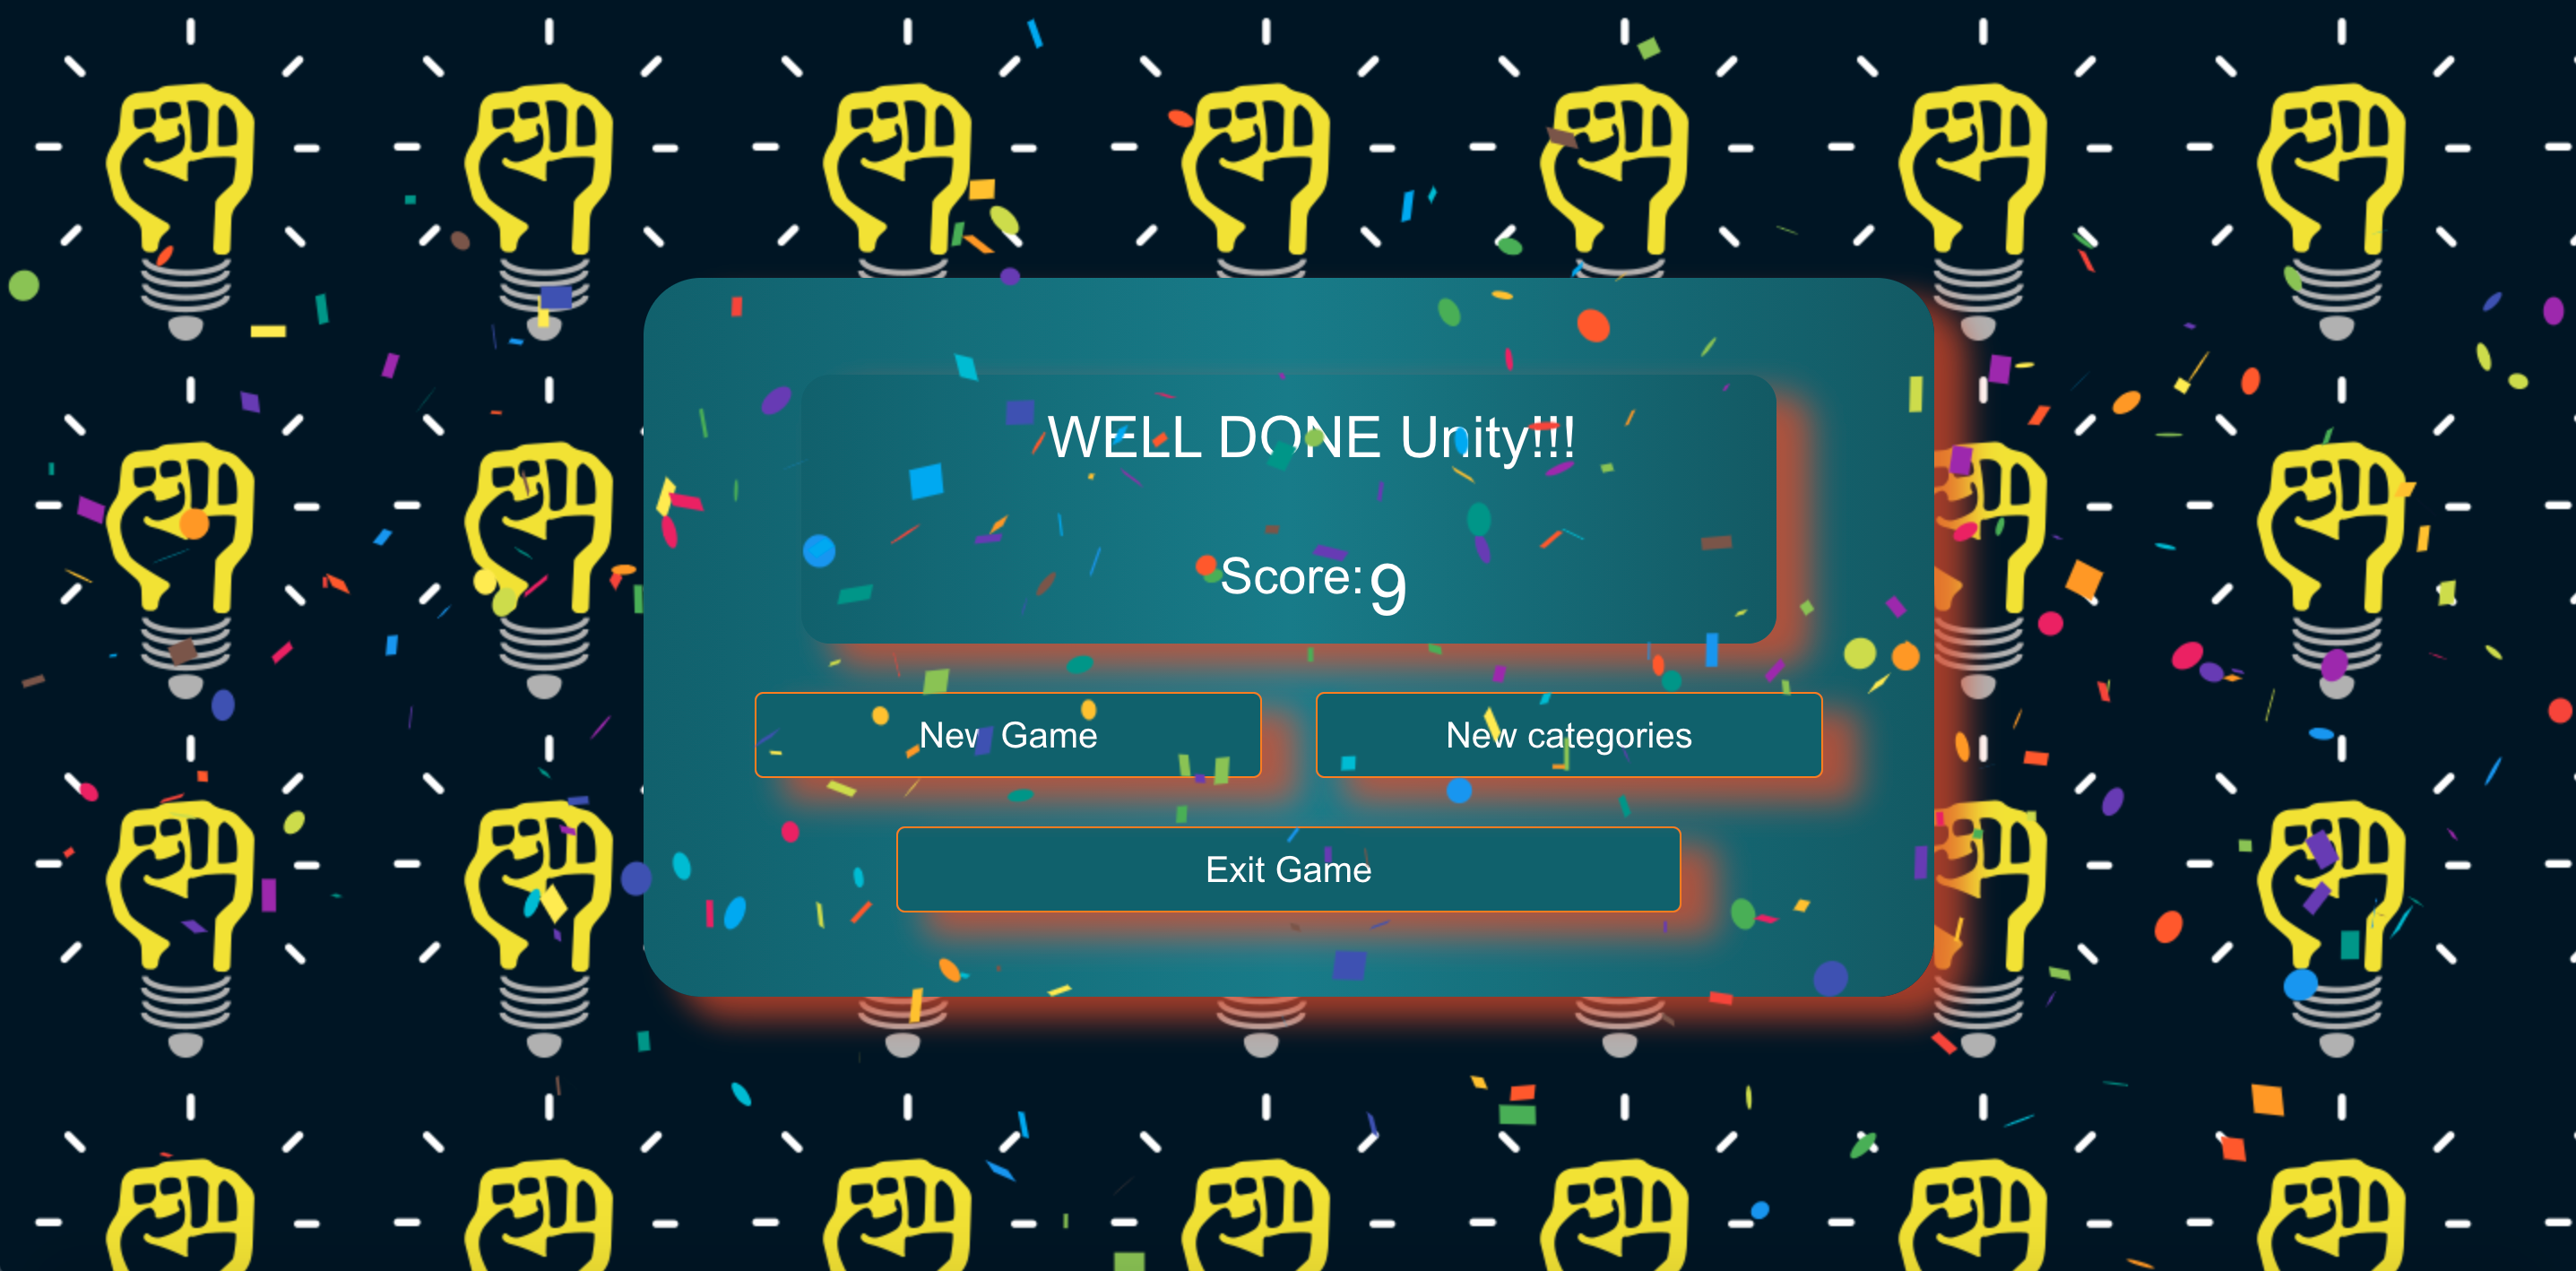 WELL DONE Unity!!!
Score: 9
New Game
New categories
Exit Game